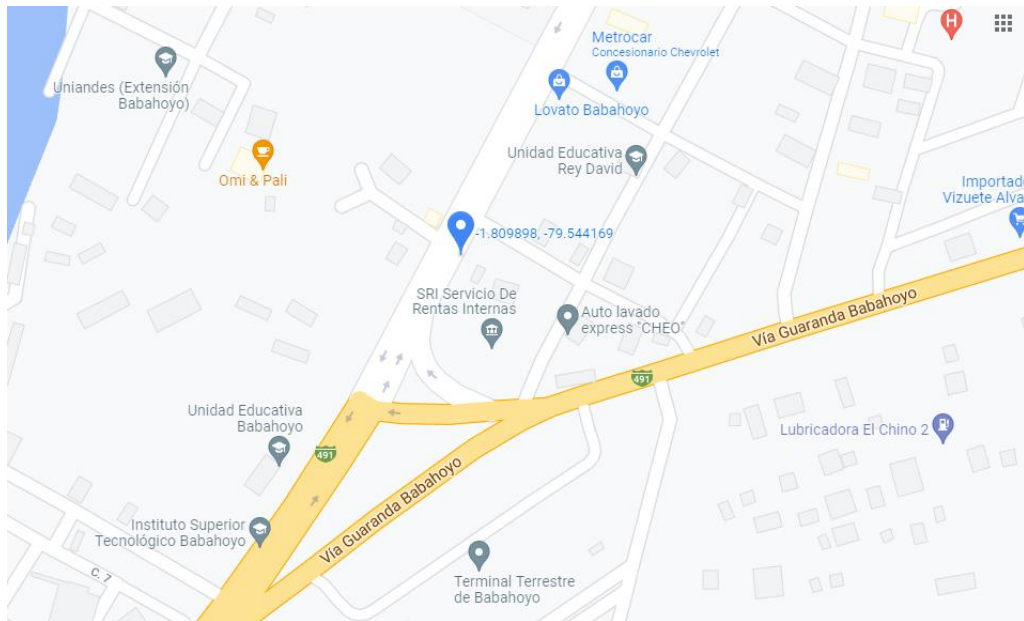 H
Metrocar
Concesionario Chevrolet
Uniandes (Extensión
Babahoyo)
Lovato Babahoyo
Unidad Educativa
Rey David
Omi & Pali
Importado
Vizuete Alva
-1.809898, -79.544169
SRI Servicio De
Rentas Internas
Auto lavado
express "CHEO"
Vía Guaranda Babahoyo
491
Unidad Educativa
Babahoyo
Lubricadora El Chino 2
491
Vía Guaranda Babahoyo
Instituto Superior
Tecnológico Babahoyo
C. 7
Terminal Terrestre
de Babahoyo